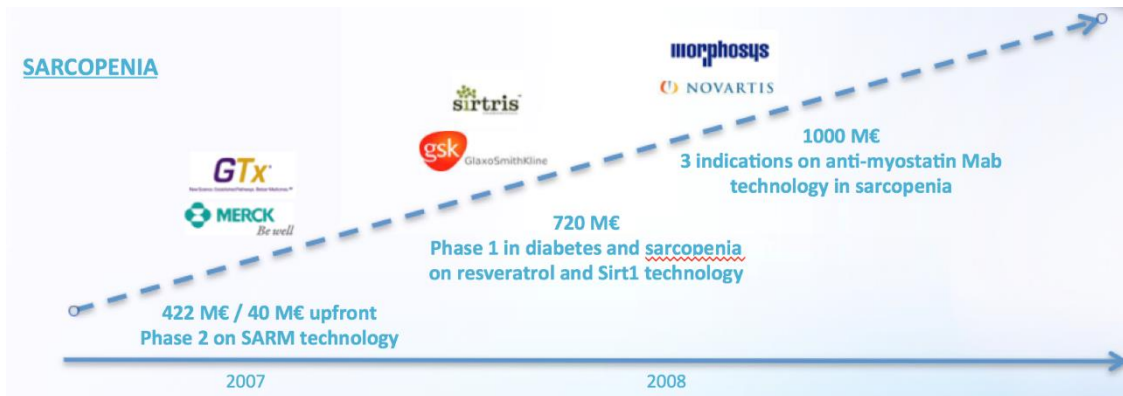 SARCOPENIA
morphosys
NOVARTIS
sirtris
gsk GlaxoSmithKline
GTx
MERCK
Be well
1000 M€
3 indications on anti-myostatin Mab
technology in sarcopenia
720 M€
Phase 1 in diabetes and sarcopenia
on resveratrol and Sirt1 technology
422 M€ / 40 M€ upfront
Phase 2 on SARM technology
2007
2008